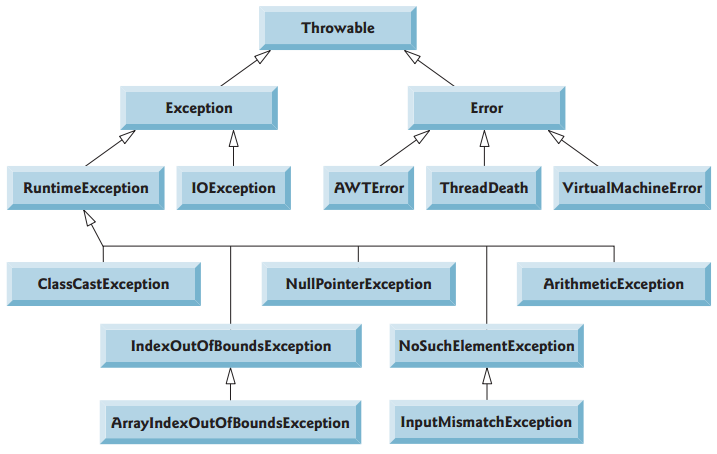 Throwable
Exception
Error
RuntimeException
IOException
AWTError
ThreadDeath
VirtualMachineError
ClassCastException
NullPointerException
ArithmeticException
IndexOutOfBoundsException
NoSuchElementException
ArrayIndexOutOfBoundsException
InputMismatchException